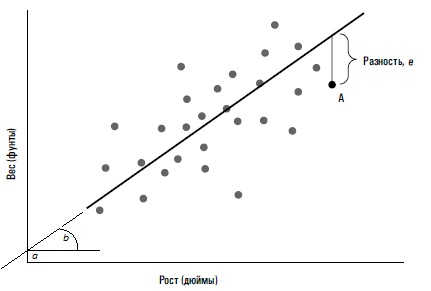 Разность, e
A
Вес (фунты)
b
a
Рост (дюймы)